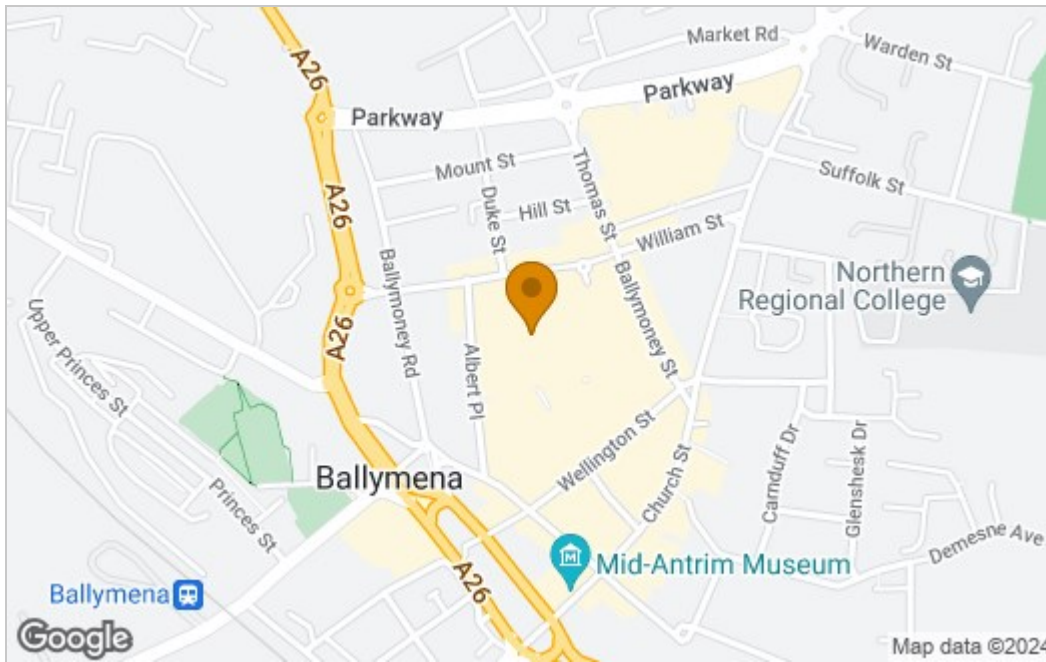 A26
Market Rd
Warden St
Parkway
Parkway
Mount St
Thomas St
Suffolk St
A26
Duke St
Hill St
William St
Ballymoney Rd
Ballymoney St
Northern
Regional College
A26
Upper Princes St
Albert Pl
Wellington St
Church St
Carnduff Dr
Glenshesk Dr
Ballymena
Princes St
Demesne Ave
Mid-Antrim Museum
A26
Ballymena
Google
Map data ©2024